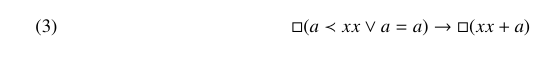 (3) □(a ≺ xx ∨ a = a) → □(xx + a)